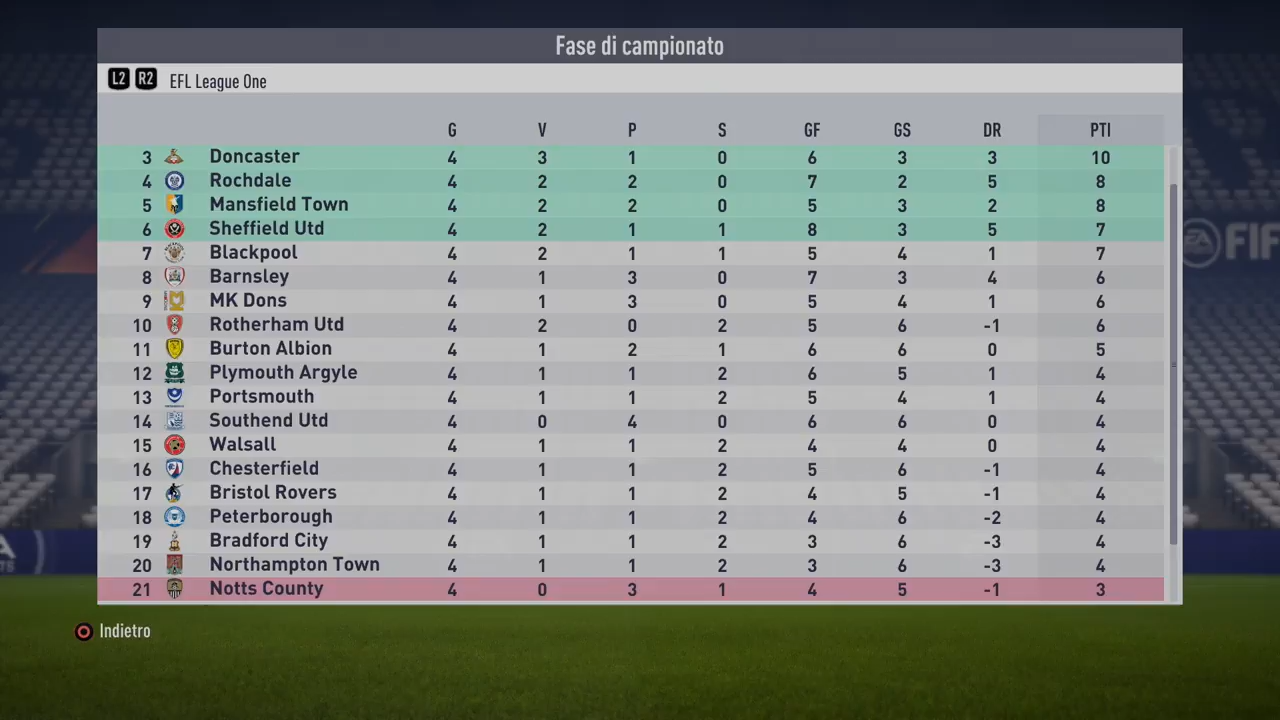 Fase di campionato
L2 R2 EFL League One
G V P S GF GS DR PTI
3 Doncaster 4 3 1 0 6 3 3 10
4 Rochdale 4 2 2 0 7 2 5 8
5 Mansfield Town 4 2 2 0 5 3 2 8
6 Sheffield Utd 4 2 1 1 8 3 5 7
7 Blackpool 4 2 1 1 5 4 1 7
8 Barnsley 4 1 3 0 7 3 4 6
9 MK Dons 4 1 3 0 5 4 1 6
10 Rotherham Utd 4 2 0 2 5 6 -1 6
11 Burton Albion 4 1 2 1 6 6 0 5
12 Plymouth Argyle 4 1 1 2 6 5 1 4
13 Portsmouth 4 1 1 2 5 4 1 4
14 Southend Utd 4 0 4 0 6 6 0 4
15 Walsall 4 1 1 2 4 4 0 4
16 Chesterfield 4 1 1 2 5 6 -1 4
17 Bristol Rovers 4 1 1 2 4 5 -1 4
18 Peterborough 4 1 1 2 4 6 -2 4
19 Bradford City 4 1 1 2 3 6 -3 4
20 Northampton Town 4 1 1 2 3 6 -3 4
21 Notts County 4 0 3 1 4 5 -1 3
Indietro
EA FIF